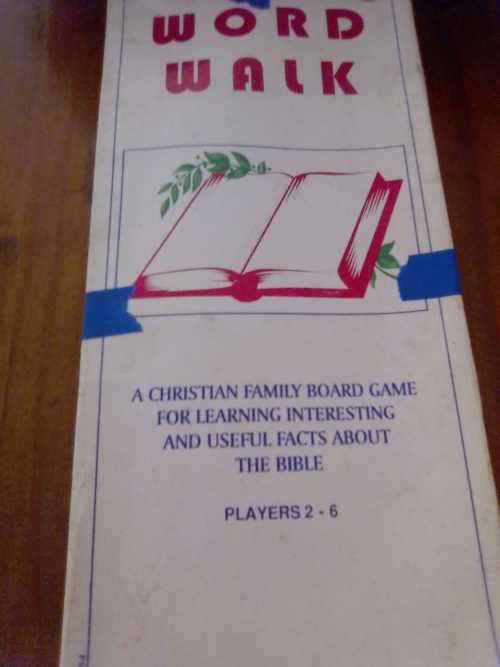 WORD
WALK
A CHRISTIAN FAMILY BOARD GAME
FOR LEARNING INTERESTING
AND USEFUL FACTS ABOUT
THE BIBLE
PLAYERS 2 - 6